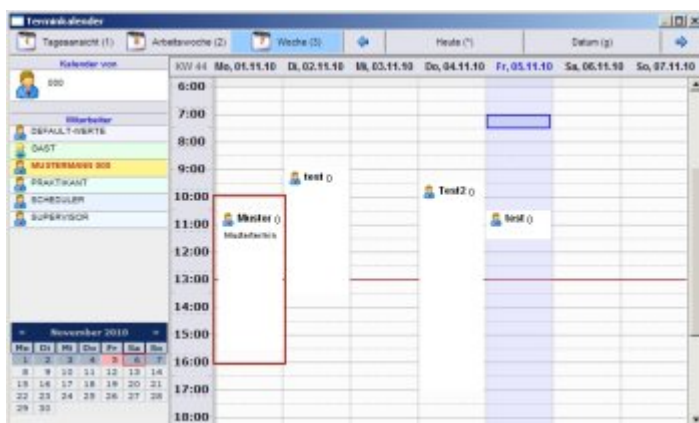 Terminkalender
Tagesansicht (1)
Arbeitswoche (2)
Woche (3)
Heute (*)
Datum (g)
Kalender von
000
Mitarbeiter
DEFAULT-WERTE
GAST
MUSTERMANN 000
PRAKTIKANT
SCHEDULER
SUPERVISOR
KW 44 Mo, 01.11.10 Di, 02.11.10 Mi, 03.11.10 Do, 04.11.10 Fr, 05.11.10 Sa, 06.11.10 So, 07.11.10
6:00
7:00
8:00
9:00
10:00
11:00
12:00
13:00
14:00
15:00
16:00
17:00
18:00
test ()
Test2 ()
Muster ()
Mustertermin
test ()
November 2010
Mo Di Mi Do Fr Sa So
1 2 3 4 5 6 7
8 9 10 11 12 13 14
15 16 17 18 19 20 21
22 23 24 25 26 27 28
29 30